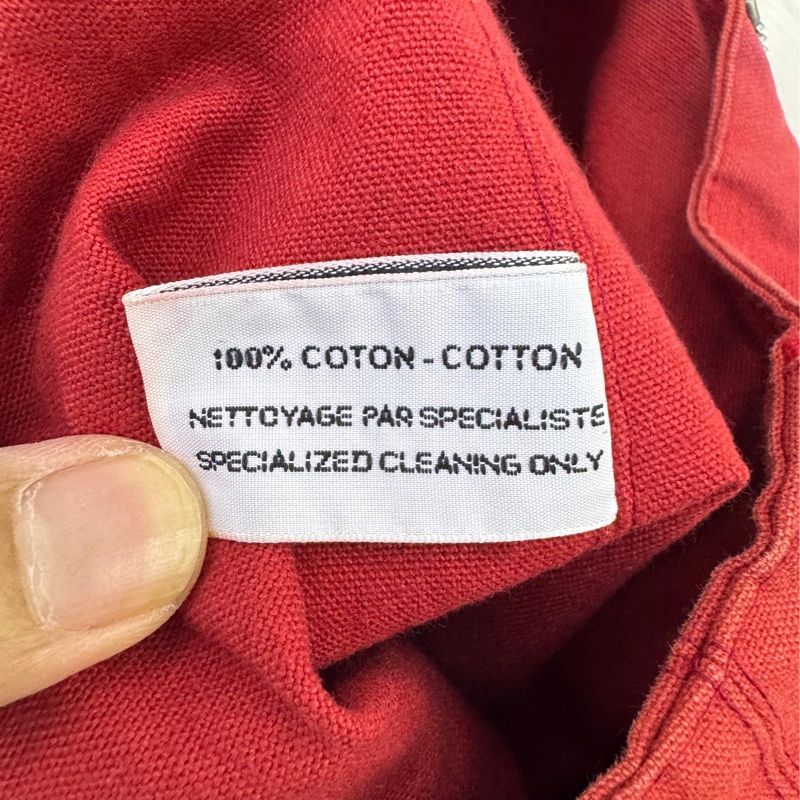 100% COTON - COTTON
NETTOYAGE PAR SPECIALISTE
SPECIALIZED CLEANING ONLY